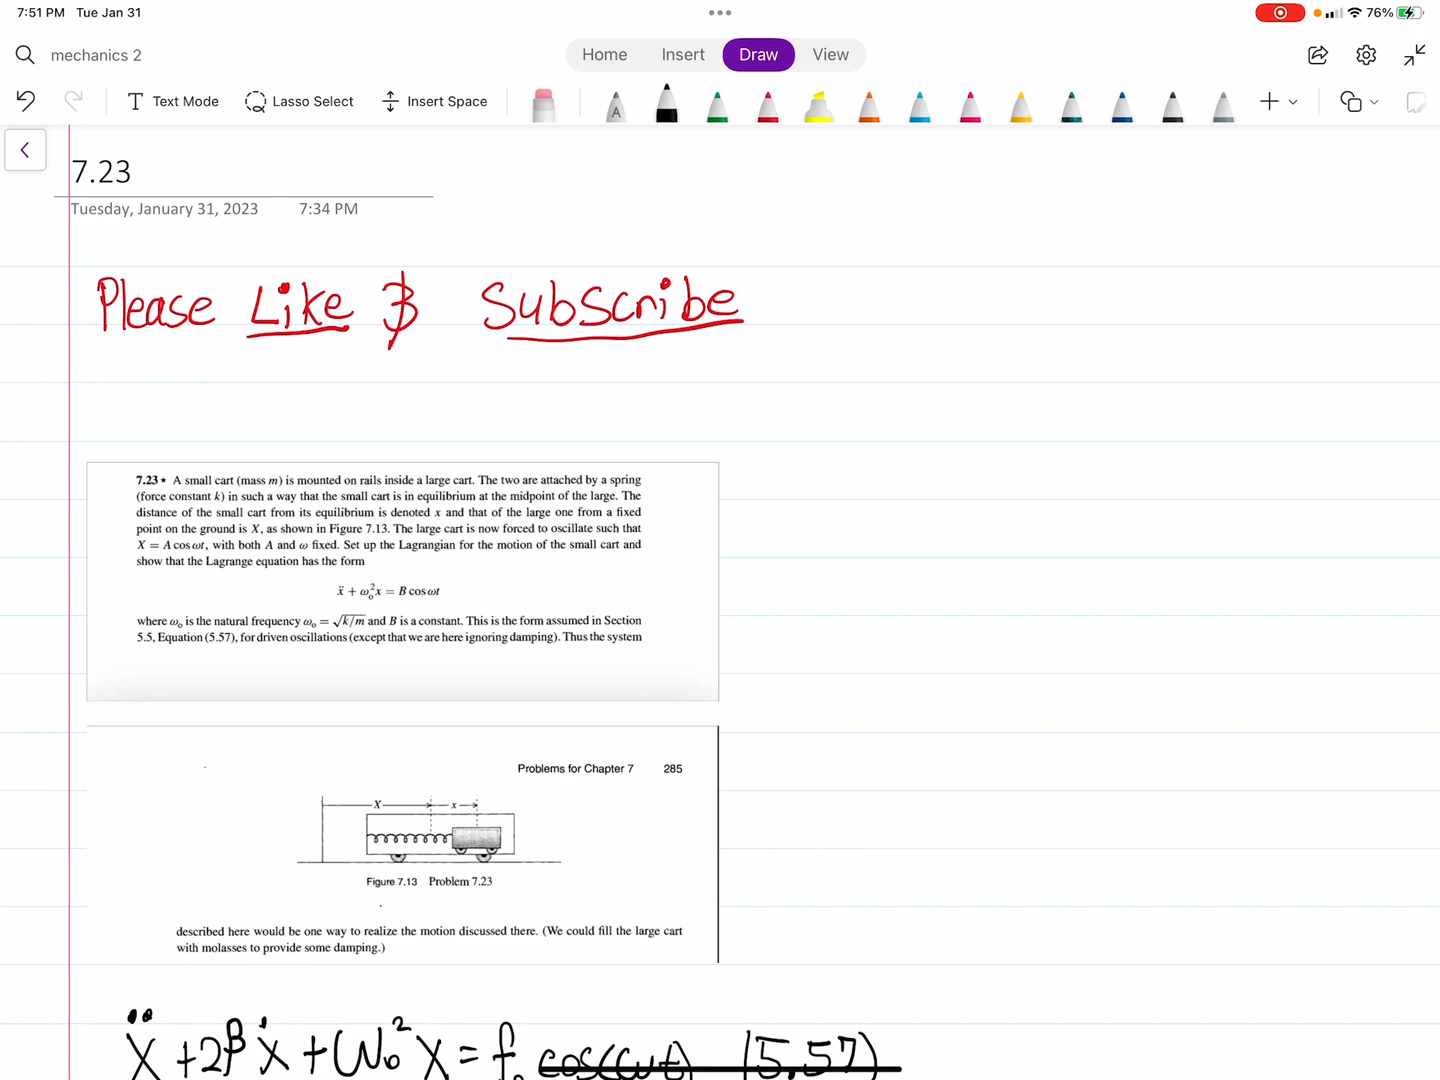 7:51 PM Tue Jan 31
76%
mechanics 2
Home Insert Draw View
Text Mode Lasso Select Insert Space
A
7.23
Tuesday, January 31, 2023 7:34 PM
Please Like & Subscribe
7.23 ⋆ A small cart (mass m) is mounted on rails inside a large cart. The two are attached by a spring
(force constant k) in such a way that the small cart is in equilibrium at the midpoint of the large. The
distance of the small cart from its equilibrium is denoted x and that of the large one from a fixed
point on the ground is X, as shown in Figure 7.13. The large cart is now forced to oscillate such that
X = A cos ωt, with both A and ω fixed. Set up the Lagrangian for the motion of the small cart and
show that the Lagrange equation has the form
ẍ + ω₀²x = B cos ωt
where ω₀ is the natural frequency ω₀ = √k/m and B is a constant. This is the form assumed in Section
5.5, Equation (5.57), for driven oscillations (except that we are here ignoring damping). Thus the system
Problems for Chapter 7 285
X x
Figure 7.13 Problem 7.23
described here would be one way to realize the motion discussed there. (We could fill the large cart
with molasses to provide some damping.)
ẍ + 2βẋ + ω₀²x = f₀ cos(ωt) (5.57)